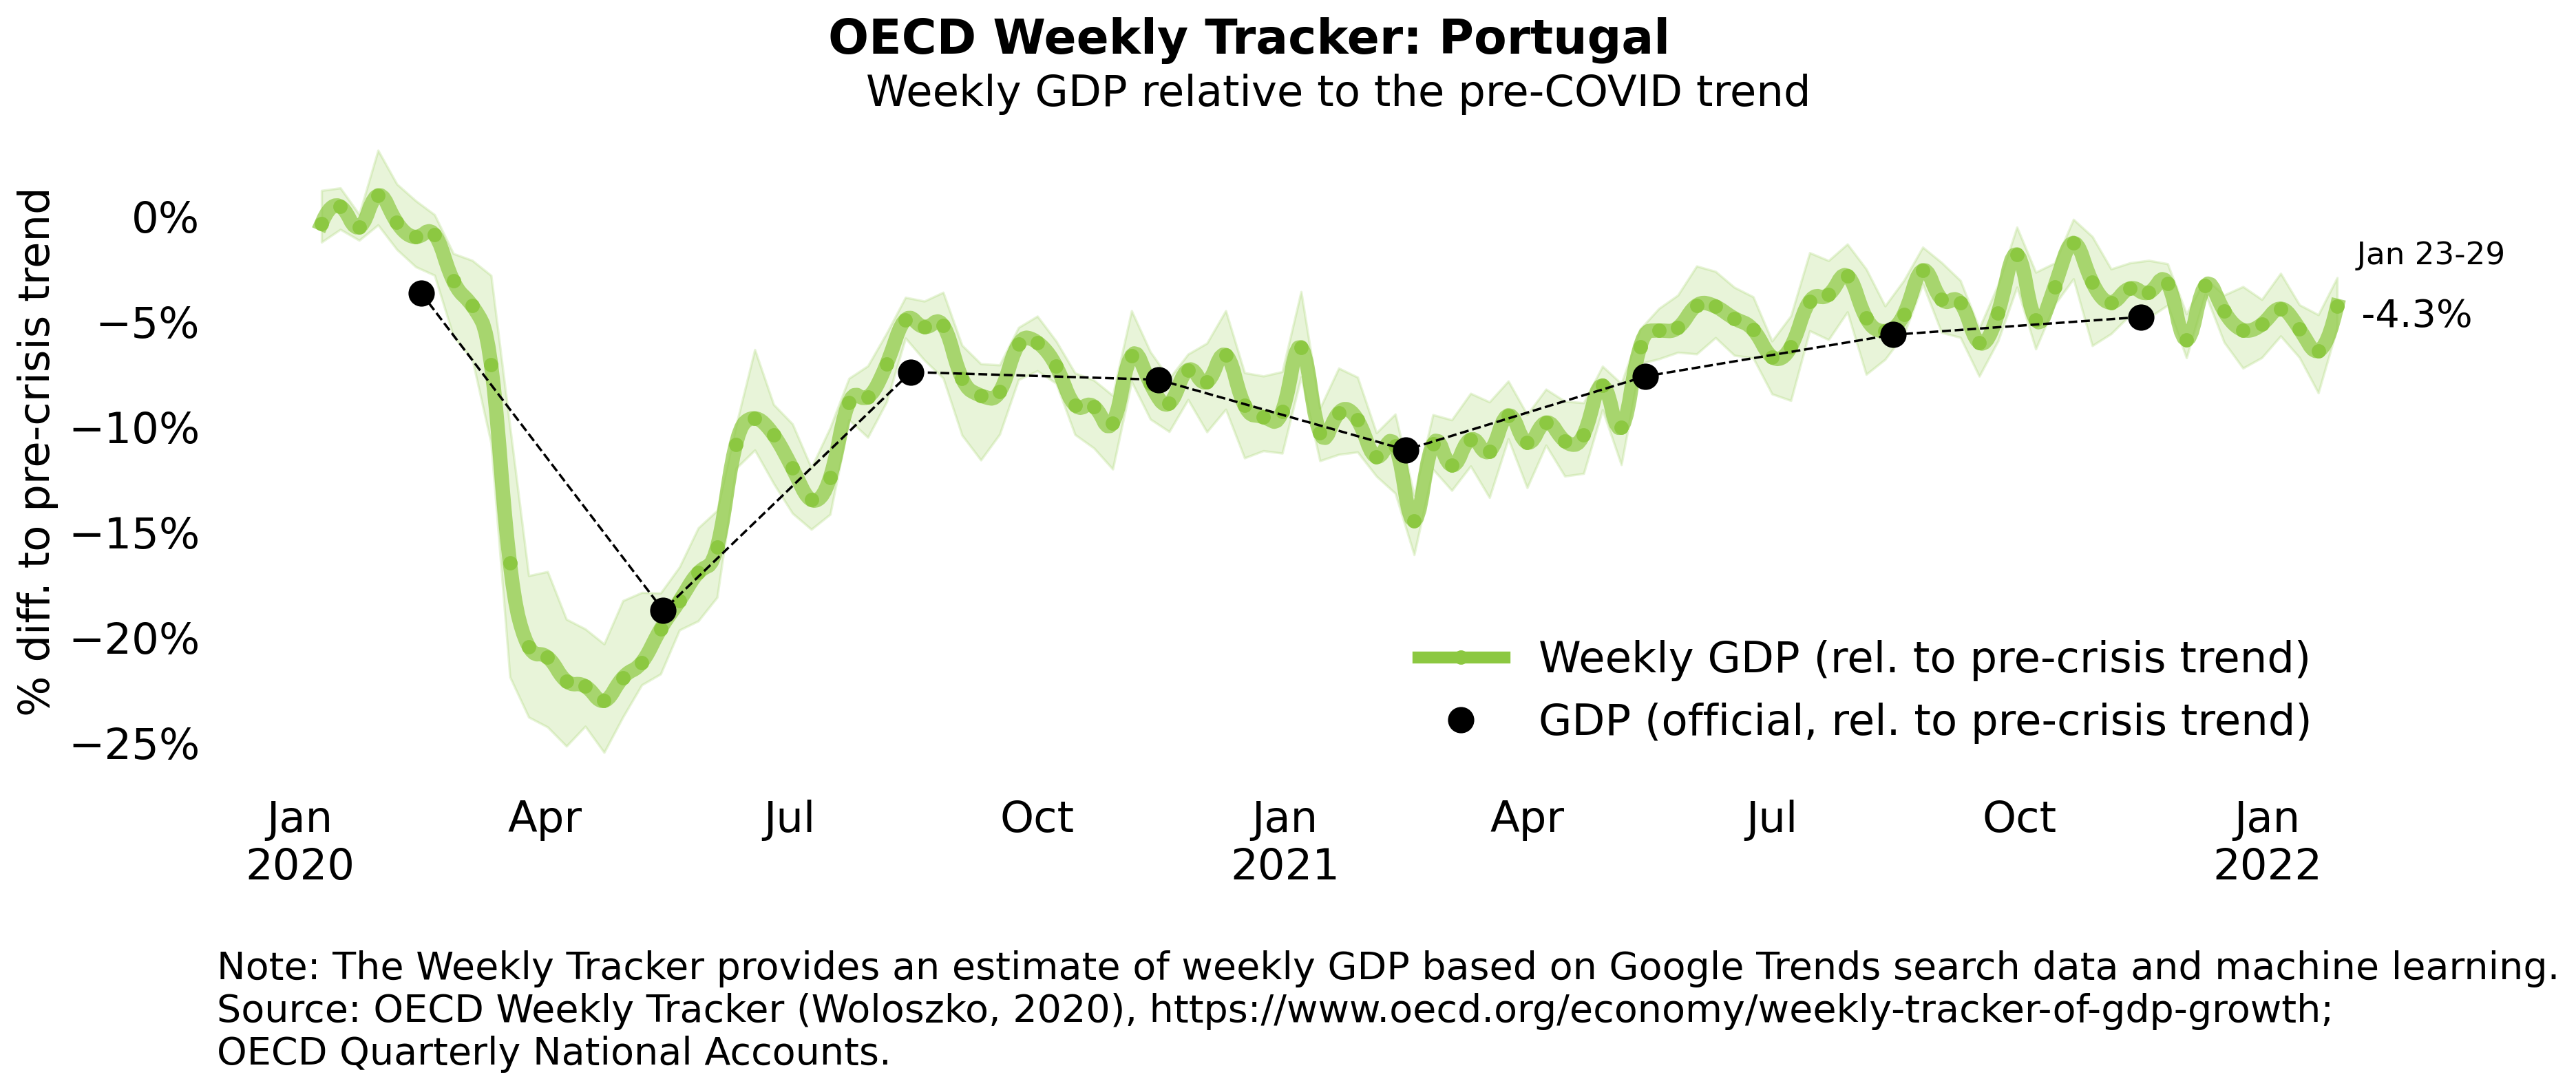 OECD Weekly Tracker: Portugal
Weekly GDP relative to the pre-COVID trend
% diff. to pre-crisis trend
0%
−5%
−10%
−15%
−20%
−25%
Jan 23-29
-4.3%
Weekly GDP (rel. to pre-crisis trend)
GDP (official, rel. to pre-crisis trend)
Jan Apr Jul Oct Jan Apr Jul Oct Jan
2020 2021 2022
Note: The Weekly Tracker provides an estimate of weekly GDP based on Google Trends search data and machine learning.
Source: OECD Weekly Tracker (Woloszko, 2020), https://www.oecd.org/economy/weekly-tracker-of-gdp-growth;
OECD Quarterly National Accounts.